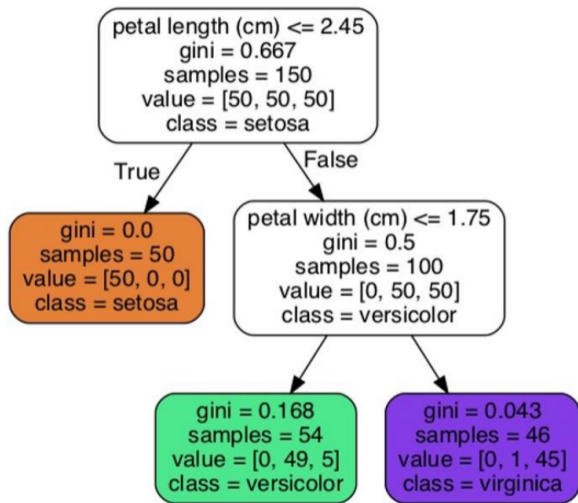 petal length (cm) <= 2.45
gini = 0.667
samples = 150
value = [50, 50, 50]
class = setosa
True
False
gini = 0.0
samples = 50
value = [50, 0, 0]
class = setosa
petal width (cm) <= 1.75
gini = 0.5
samples = 100
value = [0, 50, 50]
class = versicolor
gini = 0.168
samples = 54
value = [0, 49, 5]
class = versicolor
gini = 0.043
samples = 46
value = [0, 1, 45]
class = virginica